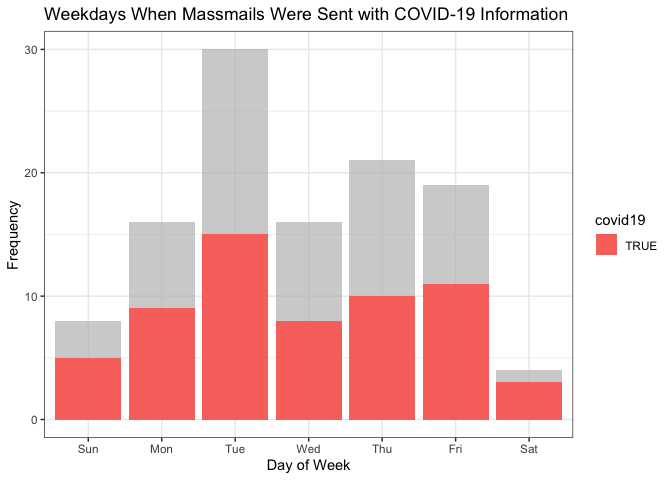 Weekdays When Massmails Were Sent with COVID-19 Information
30
20
10
0
Frequency
Sun Mon Tue Wed Thu Fri Sat
Day of Week
covid19
TRUE